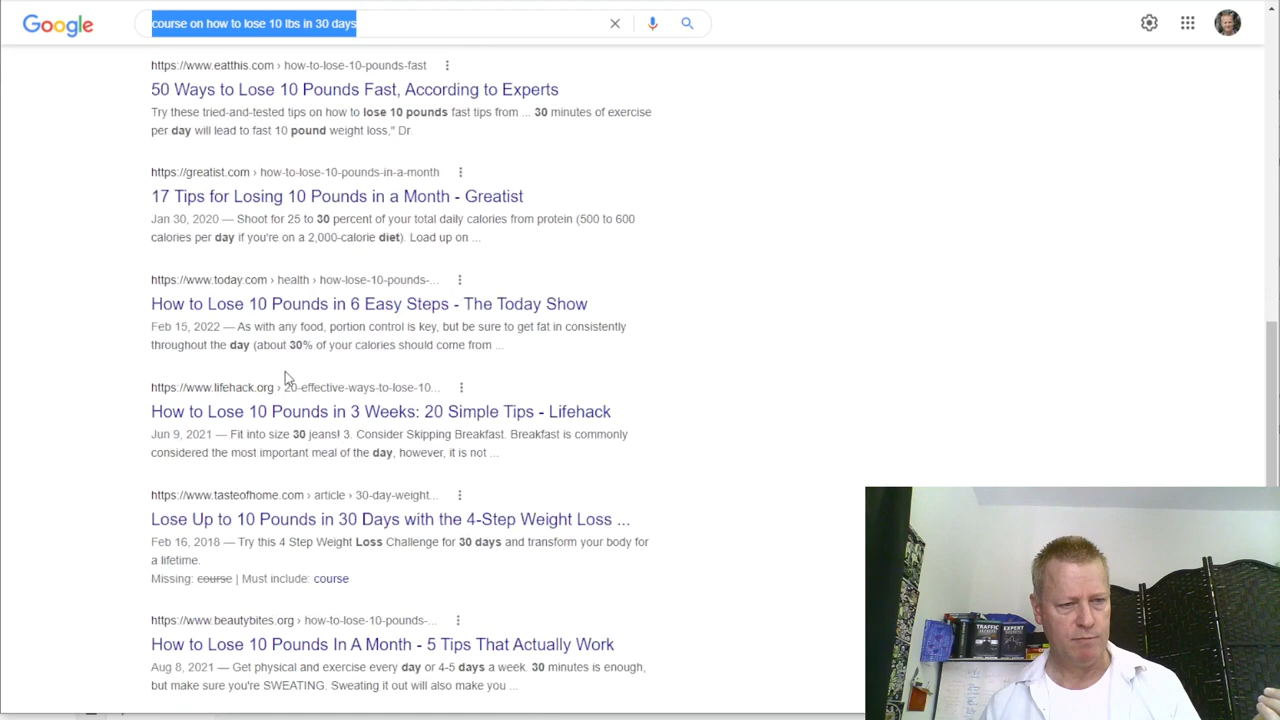 Google
course on how to lose 10 lbs in 30 days
https://www.eatthis.com › how-to-lose-10-pounds-fast
50 Ways to Lose 10 Pounds Fast, According to Experts
Try these tried-and-tested tips on how to lose 10 pounds fast tips from ... 30 minutes of exercise
per day will lead to fast 10 pound weight loss," Dr.
https://greatist.com › how-to-lose-10-pounds-in-a-month
17 Tips for Losing 10 Pounds in a Month - Greatist
Jan 30, 2020 — Shoot for 25 to 30 percent of your total daily calories from protein (500 to 600
calories per day if you're on a 2,000-calorie diet). Load up on ...
https://www.today.com › health › how-lose-10-pounds-...
How to Lose 10 Pounds in 6 Easy Steps - The Today Show
Feb 15, 2022 — As with any food, portion control is key, but be sure to get fat in consistently
throughout the day (about 30% of your calories should come from ...
https://www.lifehack.org › 20-effective-ways-to-lose-10...
How to Lose 10 Pounds in 3 Weeks: 20 Simple Tips - Lifehack
Jun 9, 2021 — Fit into size 30 jeans! 3. Consider Skipping Breakfast. Breakfast is commonly
considered the most important meal of the day, however, it is not ...
https://www.tasteofhome.com › article › 30-day-weight...
Lose Up to 10 Pounds in 30 Days with the 4-Step Weight Loss ...
Feb 16, 2018 — Try this 4 Step Weight Loss Challenge for 30 days and transform your body for
a lifetime.
Missing: course | Must include: course
https://www.beautybites.org › how-to-lose-10-pounds-...
How to Lose 10 Pounds In A Month - 5 Tips That Actually Work
Aug 8, 2021 — Get physical and exercise every day or 4-5 days a week. 30 minutes is enough,
but make sure you're SWEATING. Sweating it out will also make you ...
TRAFFIC
SECRETS
EXPERT
SECRETS